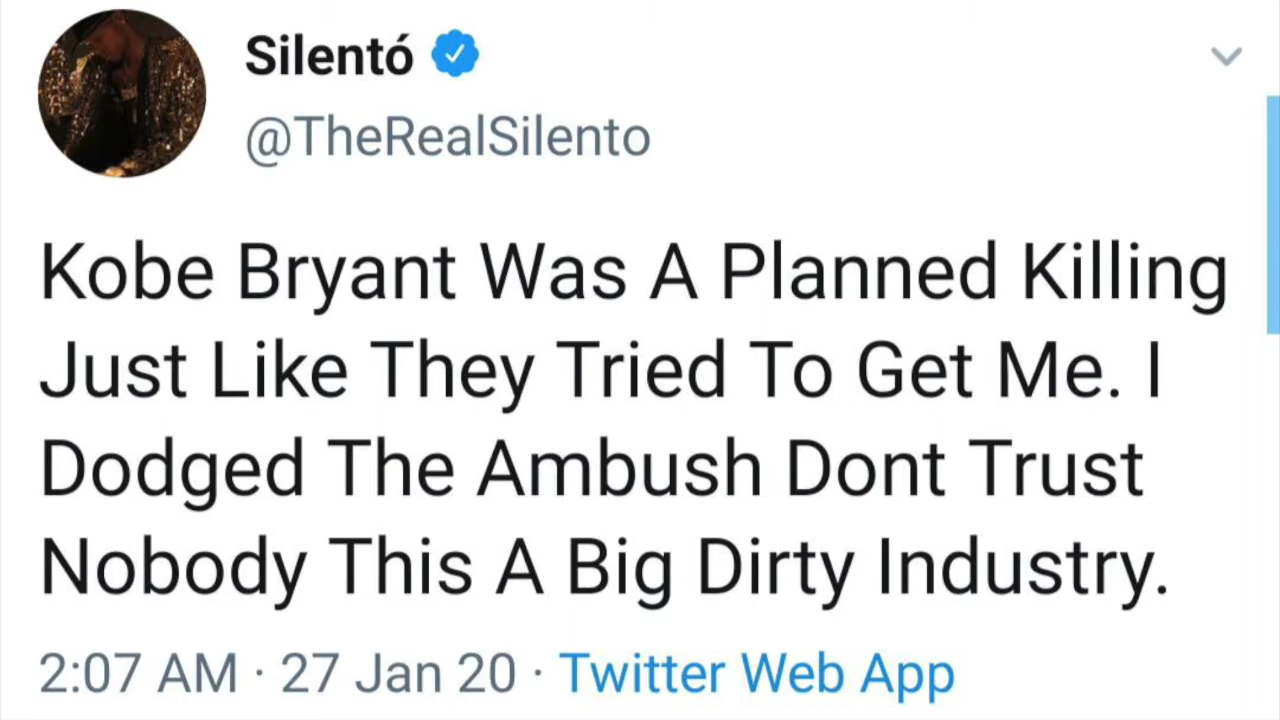 Silentó
@TheRealSilento
Kobe Bryant Was A Planned Killing
Just Like They Tried To Get Me. I
Dodged The Ambush Dont Trust
Nobody This A Big Dirty Industry.
2:07 AM · 27 Jan 20 · Twitter Web App